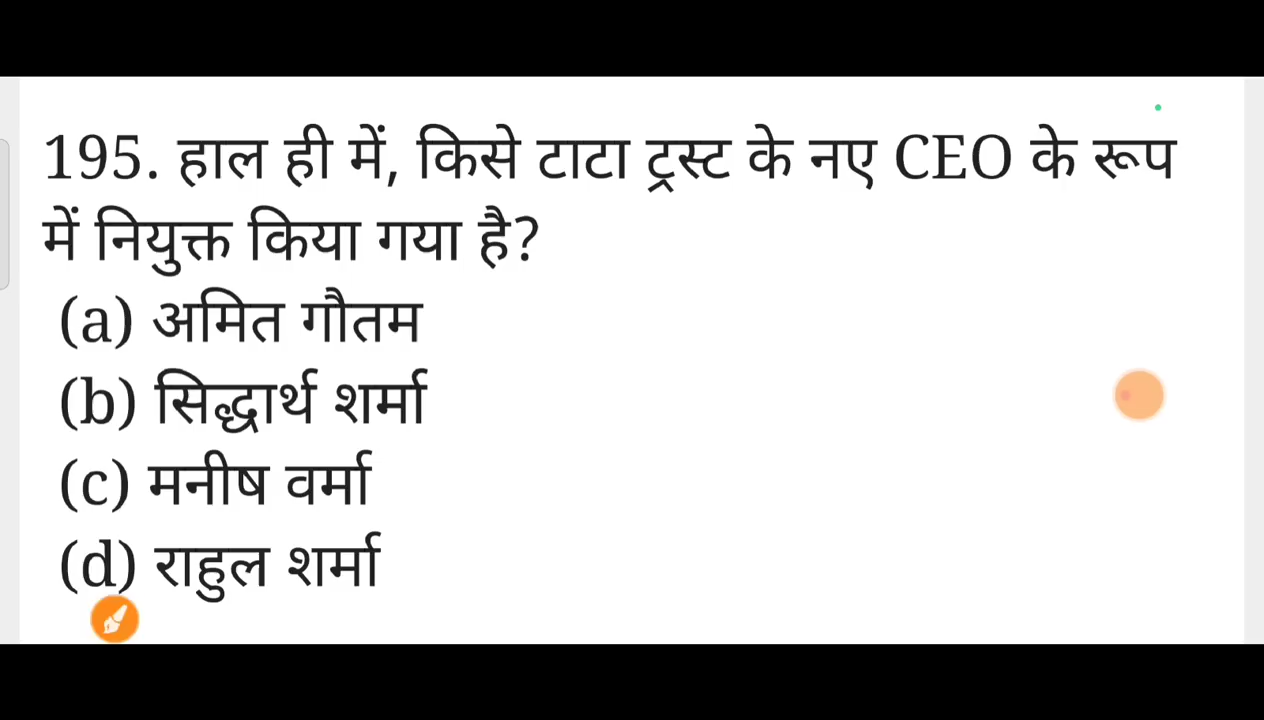 195. हाल ही में, किसे टाटा ट्रस्ट के नए CEO के रूप
में नियुक्त किया गया है?
(a) अमित गौतम
(b) सिद्धार्थ शर्मा
(c) मनीष वर्मा
(d) राहुल शर्मा